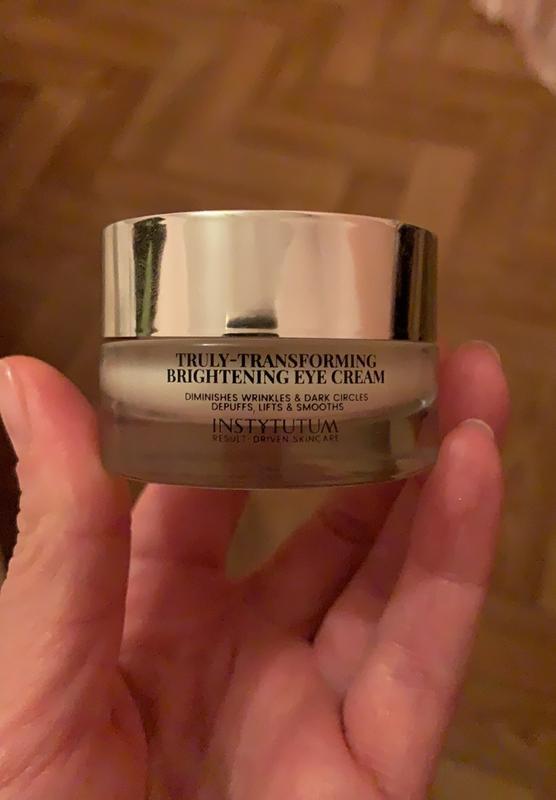 TRULY-TRANSFORMING
BRIGHTENING EYE CREAM
DIMINISHES WRINKLES & DARK CIRCLES
DEPUFFS, LIFTS & SMOOTHS
INSTYTUTUM
RESULT-DRIVEN SKINCARE